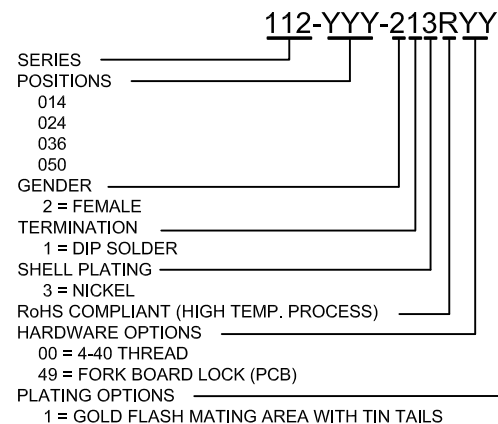 112-YYY-213RYY
SERIES
POSITIONS
014
024
036
050
GENDER
2 = FEMALE
TERMINATION
1 = DIP SOLDER
SHELL PLATING
3 = NICKEL
RoHS COMPLIANT (HIGH TEMP. PROCESS)
HARDWARE OPTIONS
00 = 4-40 THREAD
49 = FORK BOARD LOCK (PCB)
PLATING OPTIONS
1 = GOLD FLASH MATING AREA WITH TIN TAILS